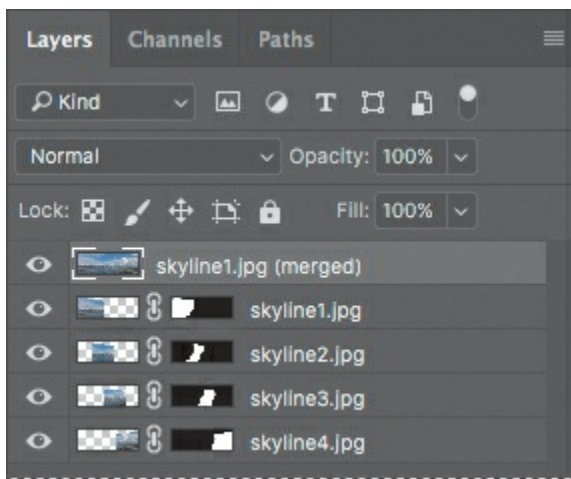 Layers Channels Paths
Kind T
Normal Opacity: 100%
Lock: Fill: 100%
skyline1.jpg (merged)
skyline1.jpg
skyline2.jpg
skyline3.jpg
skyline4.jpg